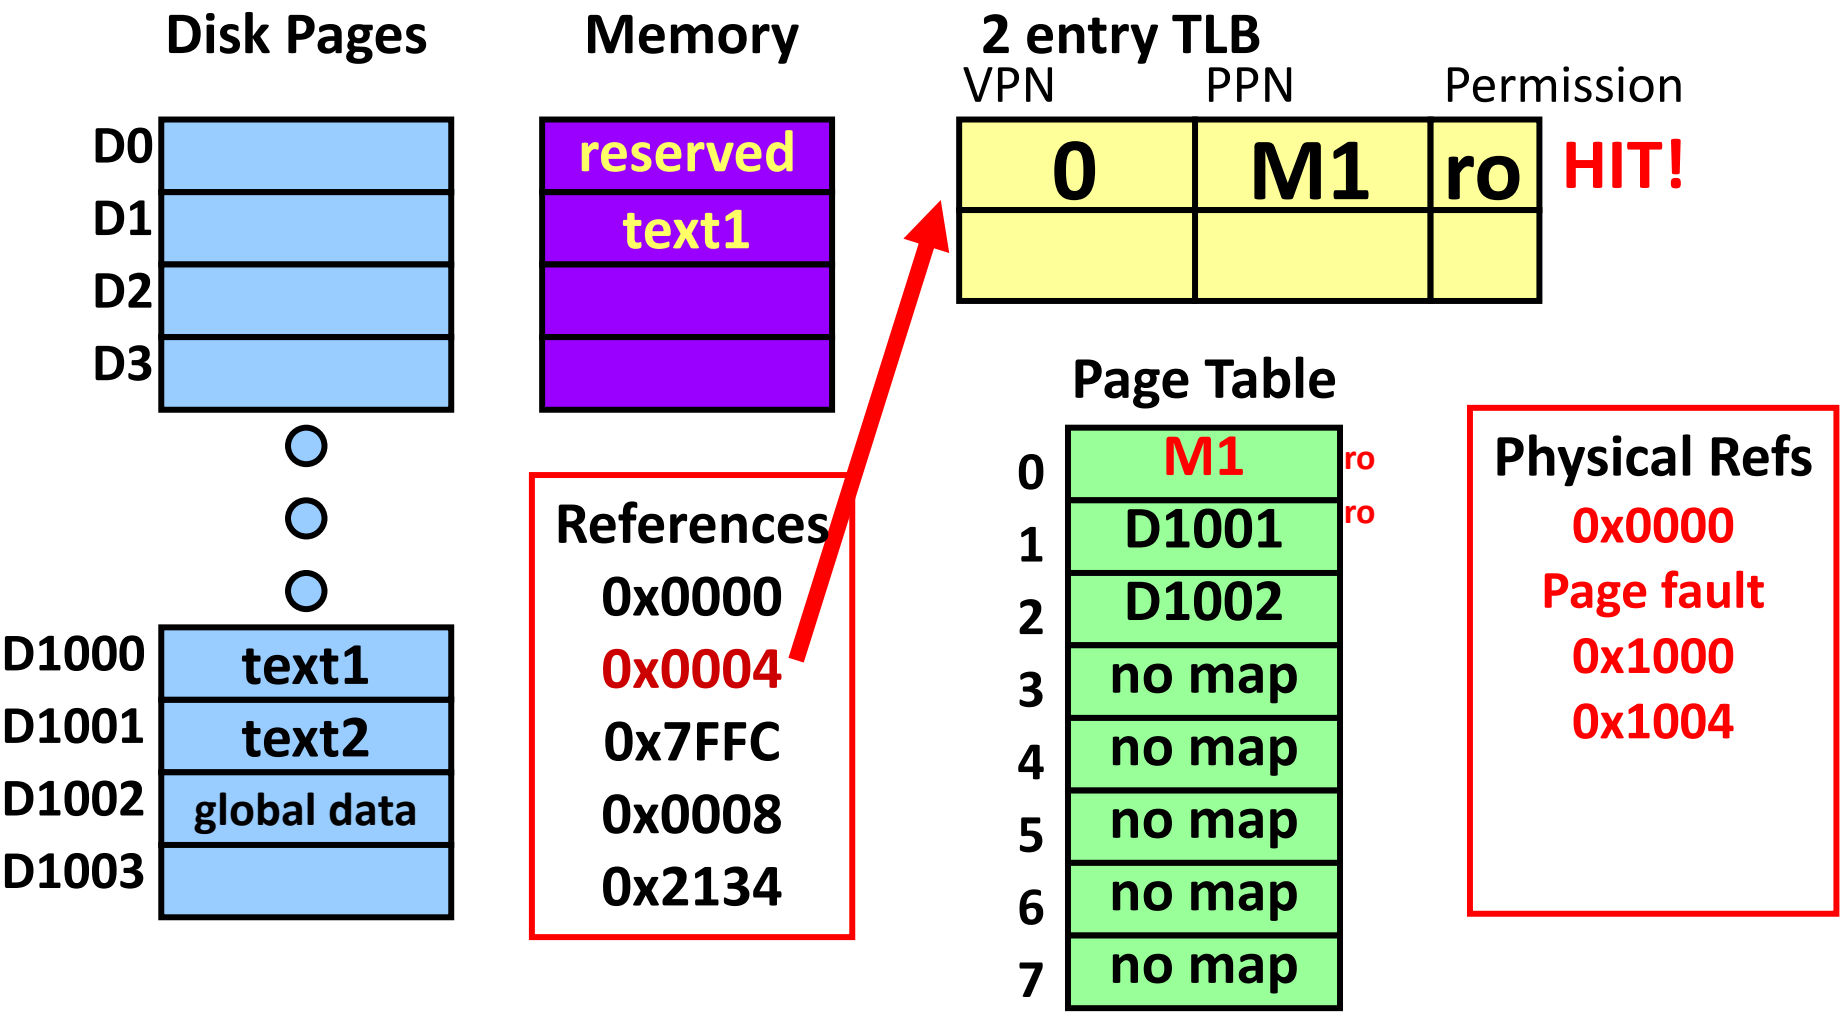 Disk Pages
D0
D1
D2
D3
D1000 text1
D1001 text2
D1002 global data
D1003
Memory
reserved
text1
References
0x0000
0x0004
0x7FFC
0x0008
0x2134
2 entry TLB
VPN PPN Permission
0 M1 ro HIT!
Page Table
0 M1 ro
1 D1001 ro
2 D1002
3 no map
4 no map
5 no map
6 no map
7 no map
Physical Refs
0x0000
Page fault
0x1000
0x1004